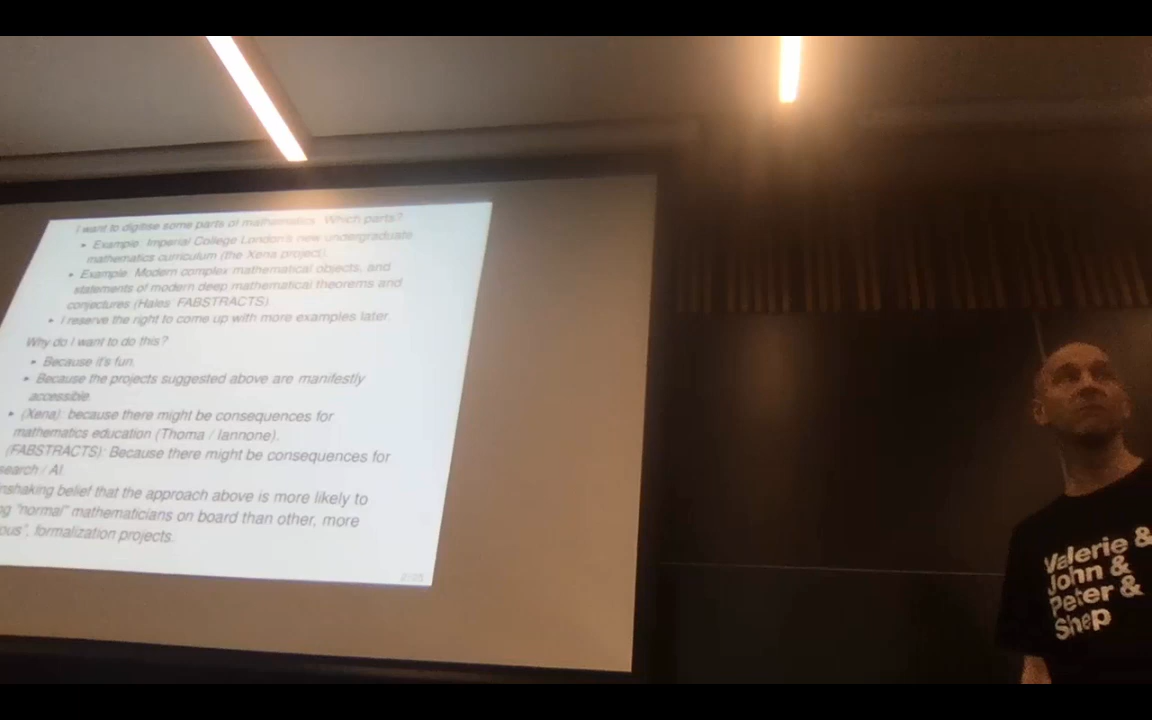 I want to digitise some parts of mathematics. Which parts?
▸ Example: Imperial College London's new undergraduate
mathematics curriculum (the Xena project).
▸ Example: Modern complex mathematical objects, and
statements of modern deep mathematical theorems and
conjectures (Hales' FABSTRACTS)
▸ I reserve the right to come up with more examples later.
Why do I want to do this?
▸ Because it's fun.
▸ Because the projects suggested above are manifestly
accessible.
▸ (Xena): because there might be consequences for
mathematics education (Thoma / Iannone).
(FABSTRACTS): Because there might be consequences for
search / AI.
nshaking belief that the approach above is more likely to
ng "normal" mathematicians on board than other, more
ous", formalization projects.
Valerie &
John &
Peter &
Shep